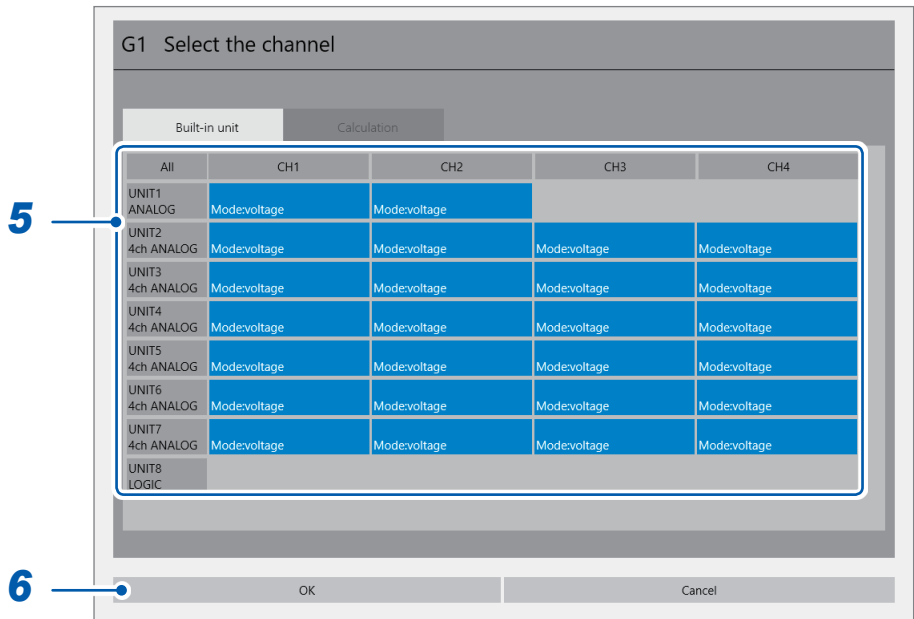 G1 Select the channel
Built-in unit Calculation
All CH1 CH2 CH3 CH4
UNIT1
ANALOG Mode:voltage Mode:voltage
5
UNIT2
4ch ANALOG Mode:voltage Mode:voltage Mode:voltage Mode:voltage
UNIT3
4ch ANALOG Mode:voltage Mode:voltage Mode:voltage Mode:voltage
UNIT4
4ch ANALOG Mode:voltage Mode:voltage Mode:voltage Mode:voltage
UNIT5
4ch ANALOG Mode:voltage Mode:voltage Mode:voltage Mode:voltage
UNIT6
4ch ANALOG Mode:voltage Mode:voltage Mode:voltage Mode:voltage
UNIT7
4ch ANALOG Mode:voltage Mode:voltage Mode:voltage Mode:voltage
UNIT8
LOGIC
6 OK Cancel